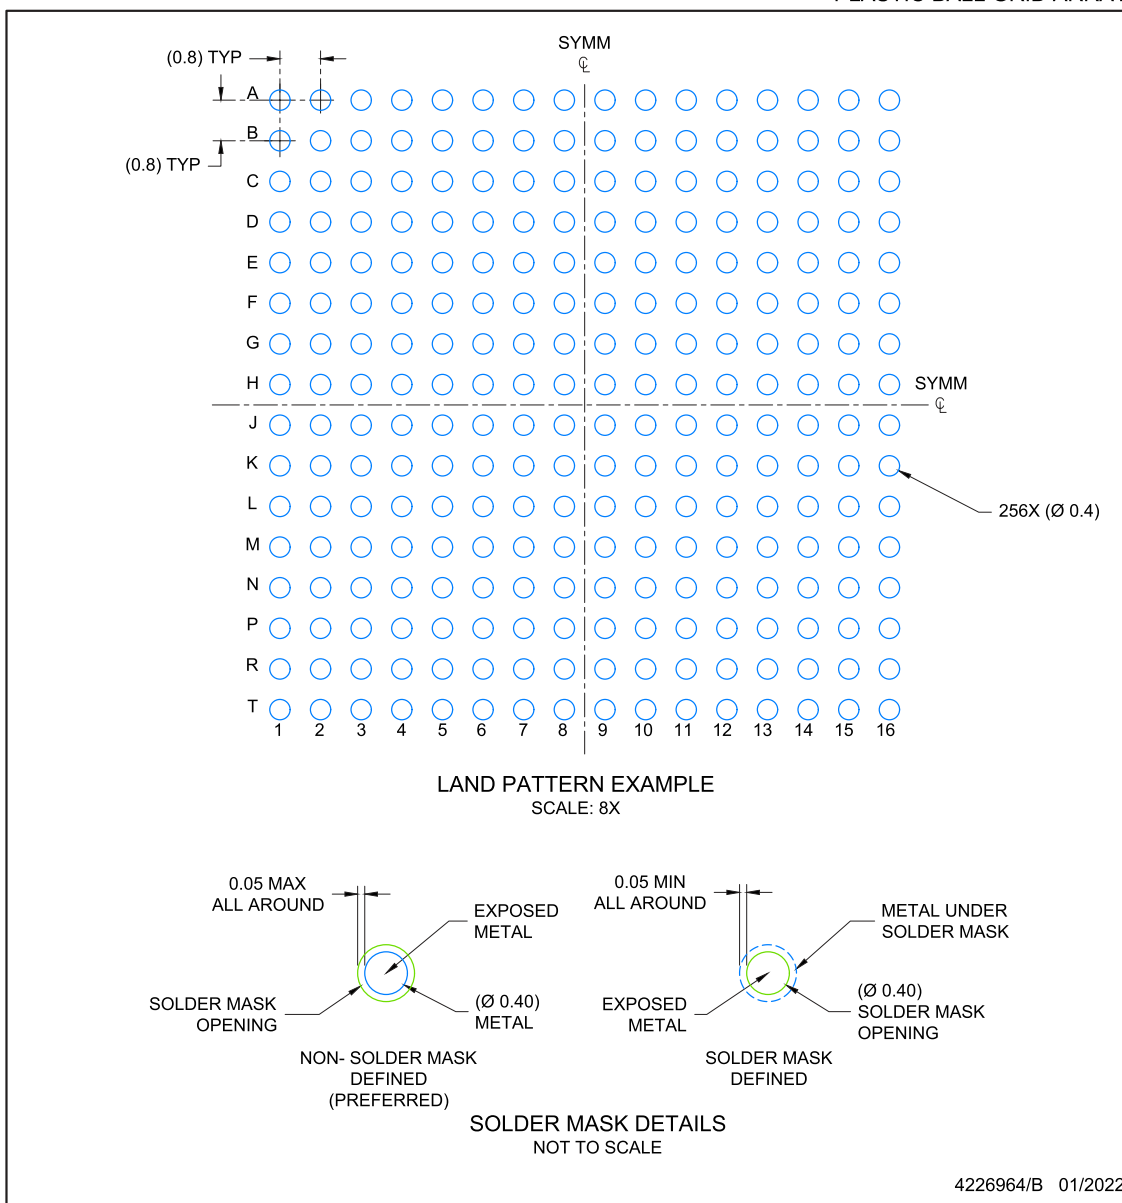 SYMM
℄
(0.8) TYP
A
B
(0.8) TYP
C
D
E
F
G
H
SYMM
℄
J
K
L
256X (Ø 0.4)
M
N
P
R
T
1 2 3 4 5 6 7 8 9 10 11 12 13 14 15 16
LAND PATTERN EXAMPLE
SCALE: 8X
0.05 MAX
ALL AROUND
EXPOSED
METAL
SOLDER MASK
OPENING
(Ø 0.40)
METAL
NON- SOLDER MASK
DEFINED
(PREFERRED)
0.05 MIN
ALL AROUND
METAL UNDER
SOLDER MASK
EXPOSED
METAL
(Ø 0.40)
SOLDER MASK
OPENING
SOLDER MASK
DEFINED
SOLDER MASK DETAILS
NOT TO SCALE
4226964/B 01/2022